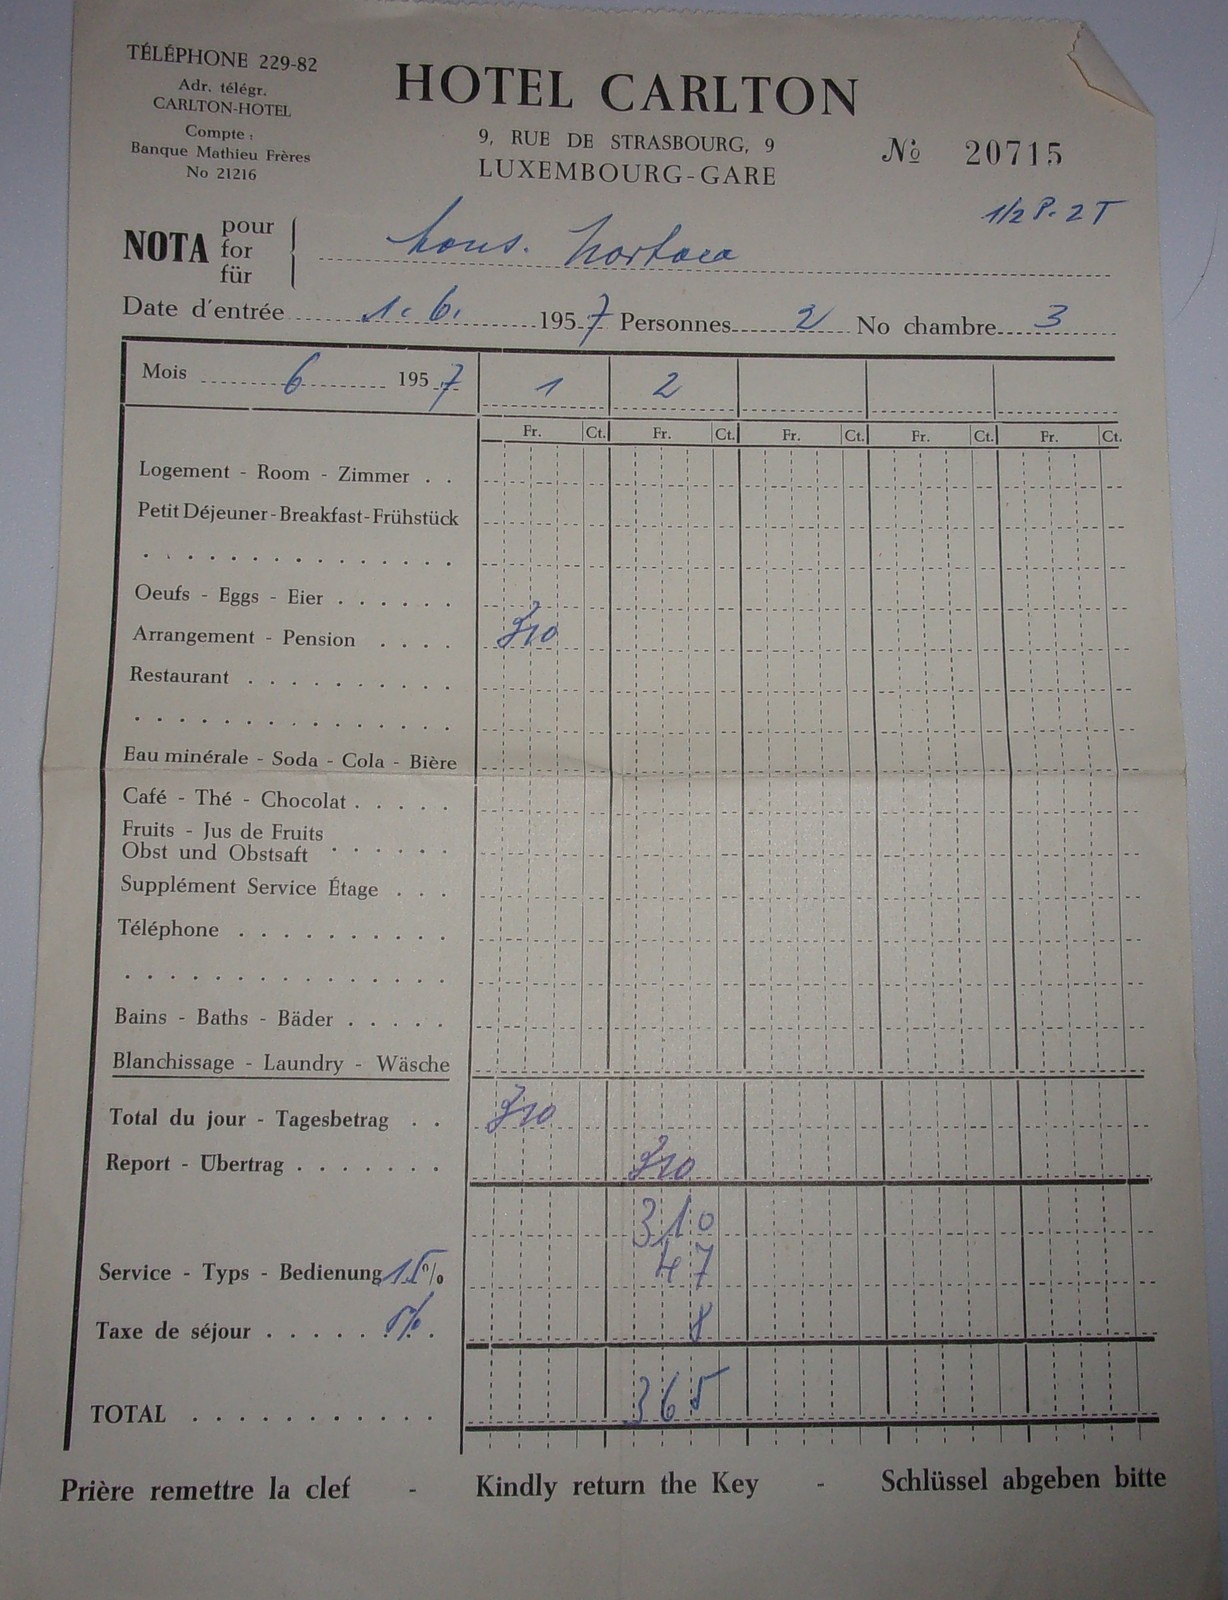 TÉLÉPHONE 229-82
Adr. télégr.
CARLTON-HOTEL
Compte :
Banque Mathieu Frères
No 21216
HOTEL CARLTON
9, RUE DE STRASBOURG, 9
LUXEMBOURG-GARE
No 20715
1/2 P. 2 T
NOTA pour for für Mons.
Date d'entrée 1. 6. 1957 Personnes 2 No chambre 3
Mois 6 1957 1 2
Fr. Ct. Fr. Ct. Fr. Ct. Fr. Ct. Fr. Ct.
Logement - Room - Zimmer . .
Petit Déjeuner - Breakfast - Frühstück
Oeufs - Eggs - Eier . . . . . .
Arrangement - Pension . . . . 310
Restaurant . . . . . . . . . .
Eau minérale - Soda - Cola - Bière
Café - Thé - Chocolat . . . . .
Fruits - Jus de Fruits
Obst und Obstsaft . . . . . .
Supplément Service Étage . . .
Téléphone . . . . . . . . . .
Bains - Baths - Bäder . . . . .
Blanchissage - Laundry - Wäsche
Total du jour - Tagesbetrag . . 310
Report - Übertrag . . . . . . . 310
310
Service - Typs - Bedienung 15% 47
Taxe de séjour . . . . . . 8
TOTAL . . . . . . . . . . . 365
Prière remettre la clef - Kindly return the Key - Schlüssel abgeben bitte